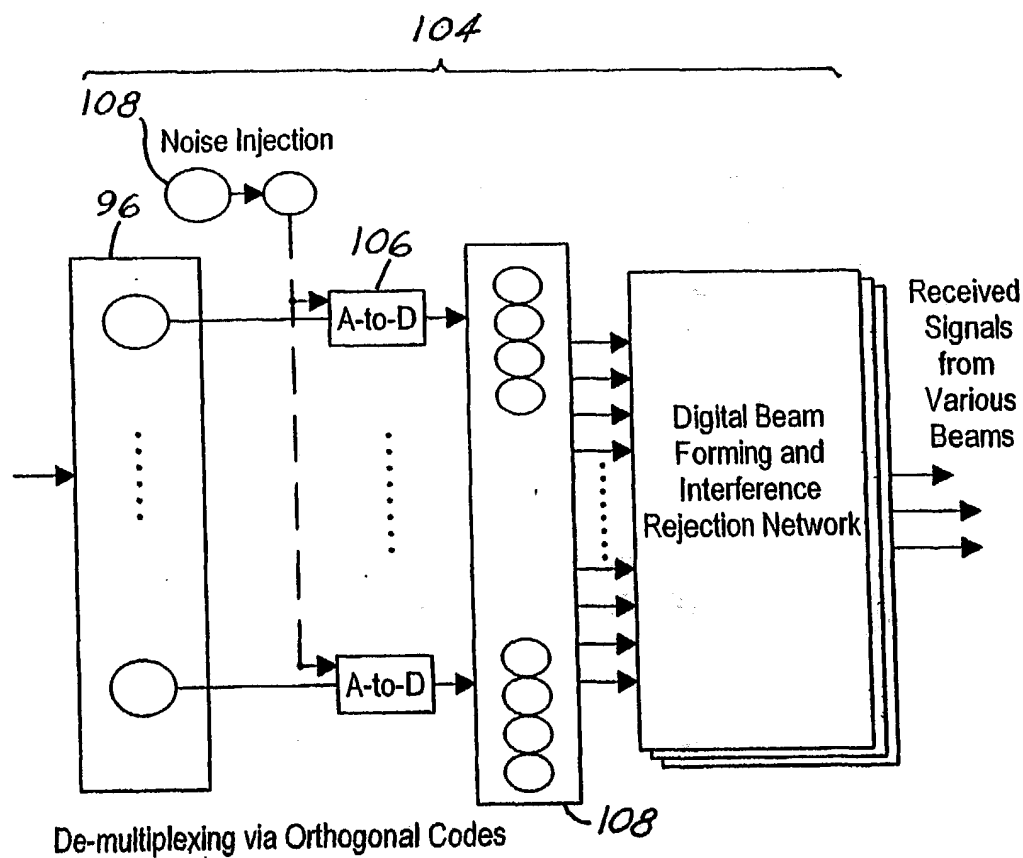 104
108
Noise Injection
96
106
A-to-D
Received
Signals
from
Various
Beams
Digital Beam
Forming and
Interference
Rejection Network
A-to-D
108
De-multiplexing via Orthogonal Codes